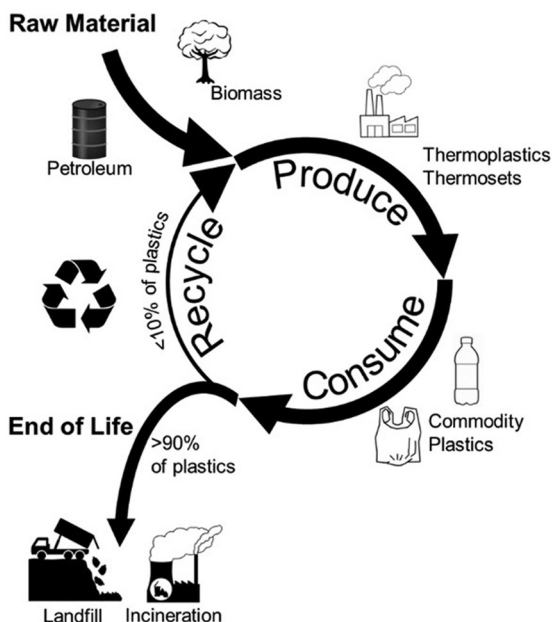 Raw Material
Biomass
Petroleum
Produce
Thermoplastics
Thermosets
Recycle
<10% of plastics
Consume
Commodity
Plastics
End of Life
>90%
of plastics
Landfill
Incineration